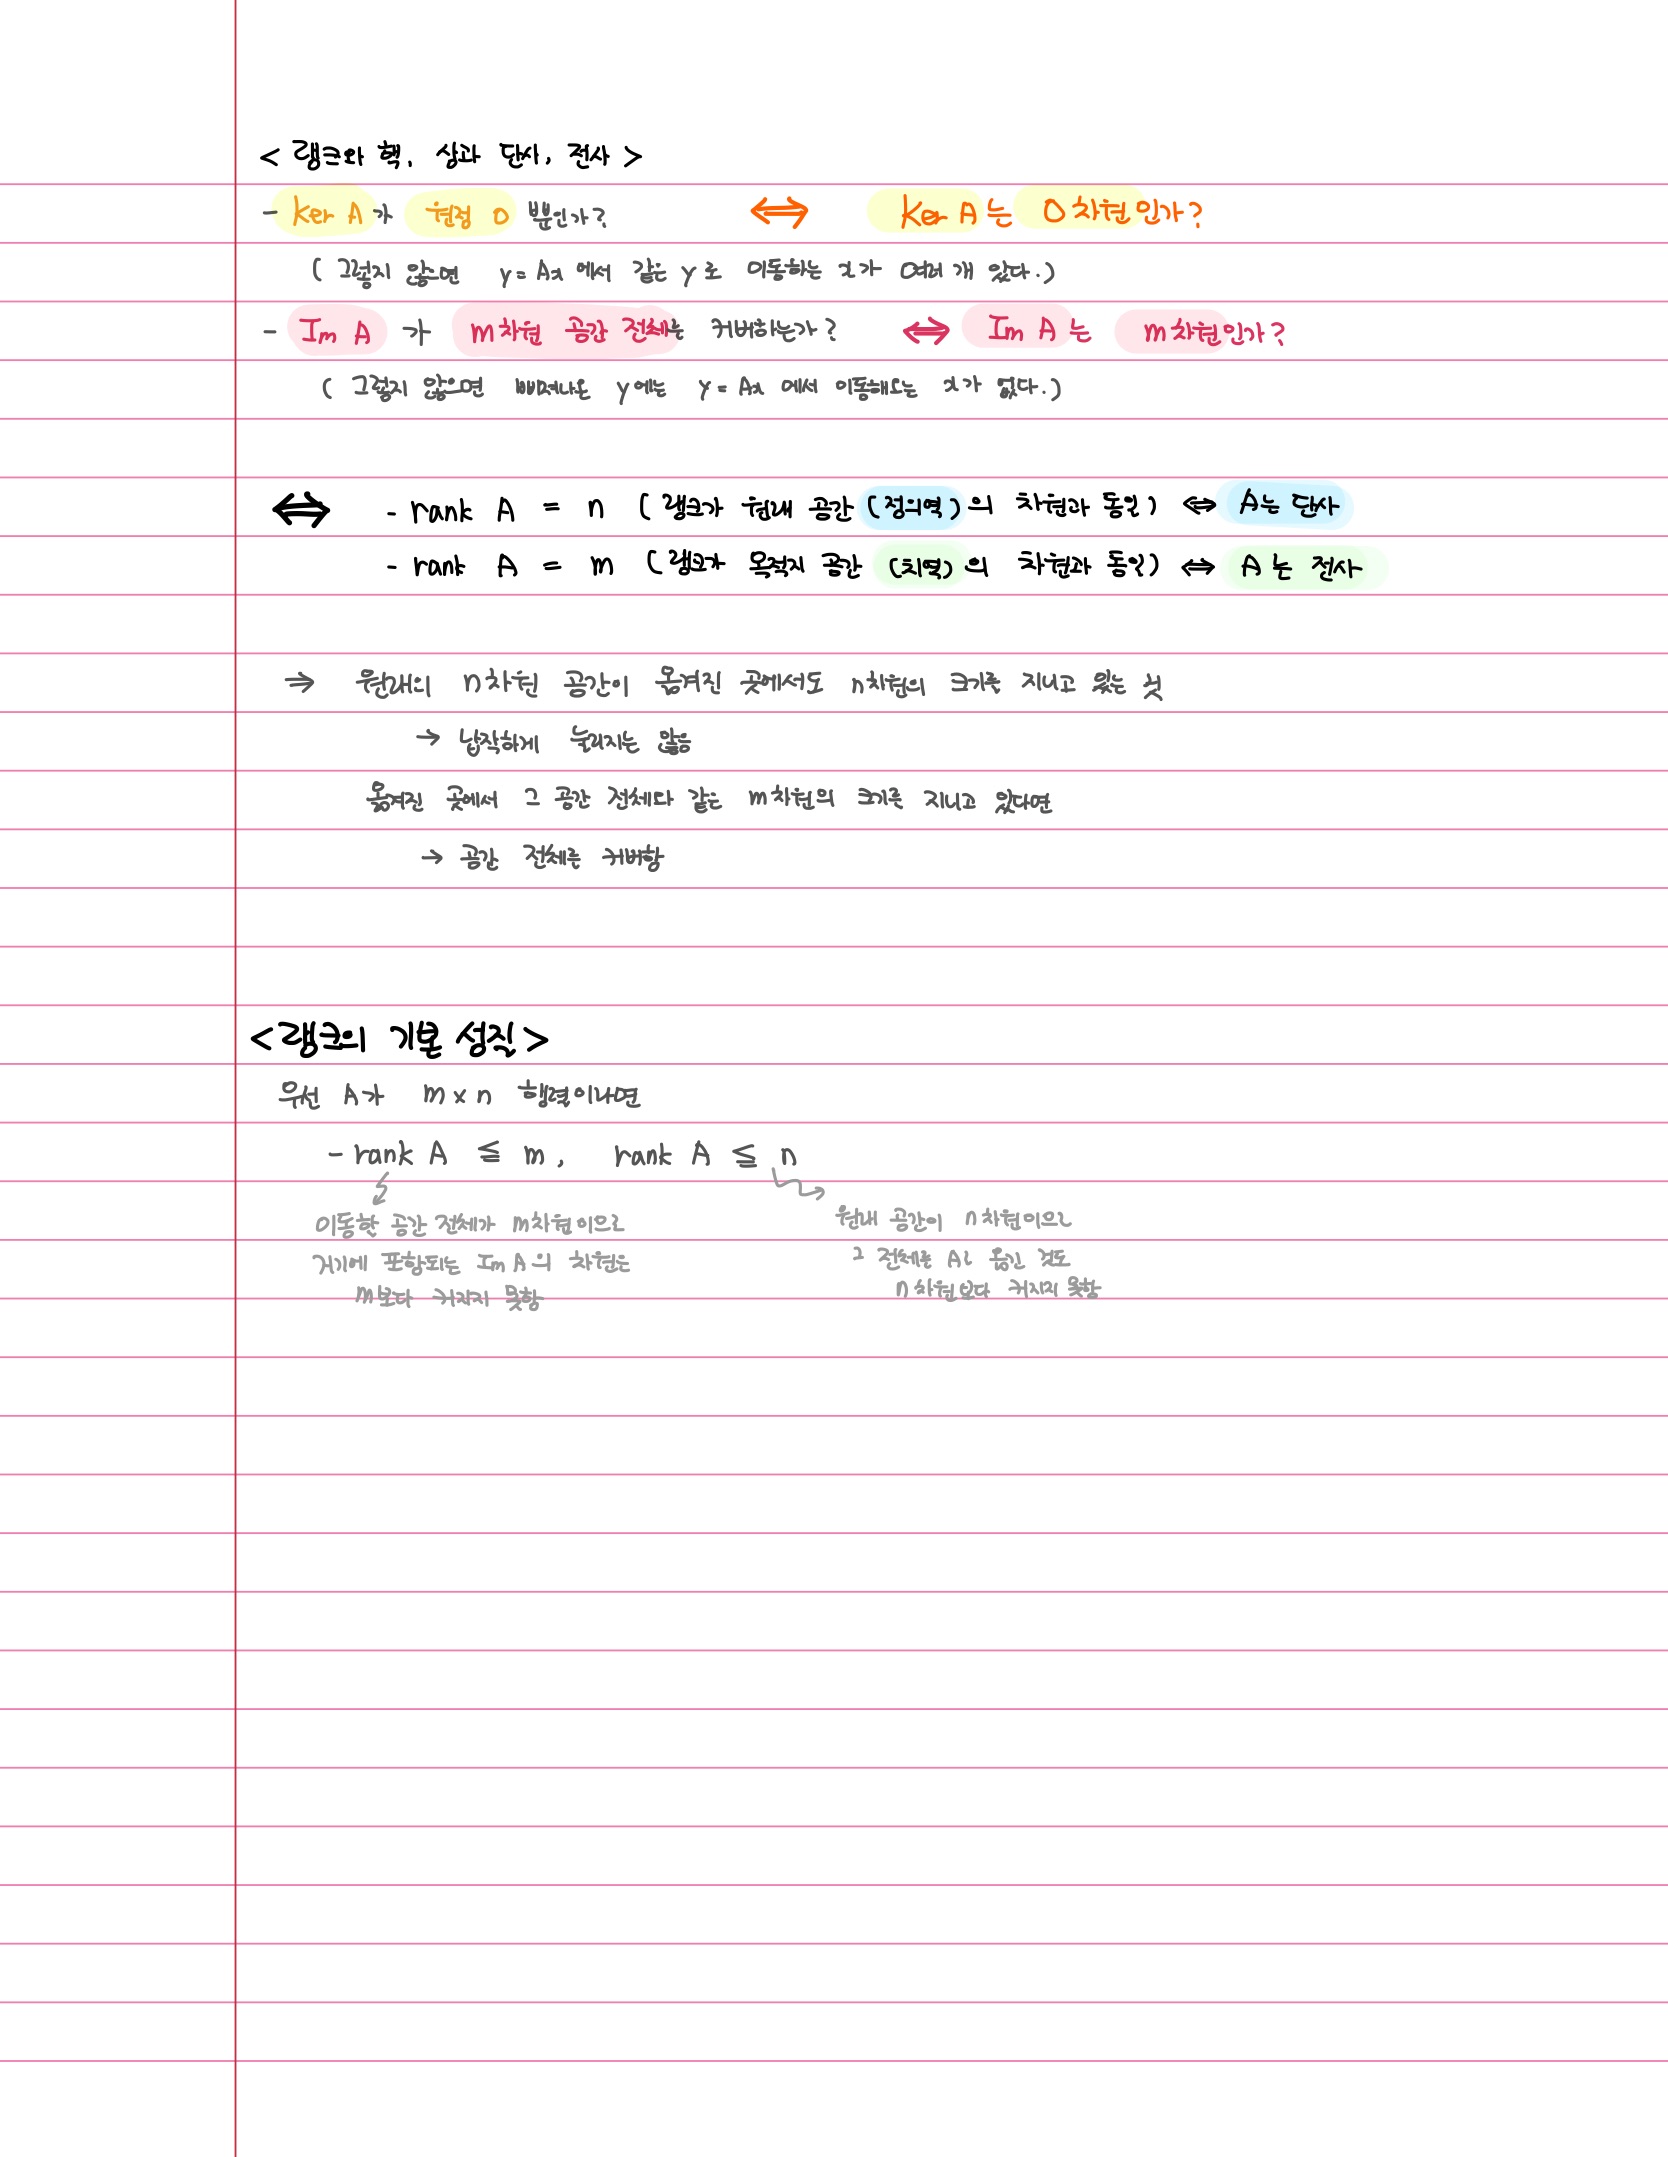 < 랭크와 핵, 상과 단사, 전사 >
- Ker A가 원점 0 뿐인가? ⟺ Ker A는 0차원인가?
( 그렇지 않으면 y = Ax 에서 같은 y로 이동하는 x가 여러 개 있다. )
- Im A 가 m차원 공간 전체를 커버하는가? ⟺ Im A는 m차원인가?
( 그렇지 않으면 삐져나온 y에는 y = Ax 에서 이동해오는 x가 없다. )
⟺ - rank A = n ( 랭크가 원래 공간 (정의역)의 차원과 동일 ) ⟺ A는 단사
- rank A = m ( 랭크가 목적지 공간 (치역)의 차원과 동일) ⟺ A는 전사
⇒ 원래의 n차원 공간이 옮겨진 곳에서도 n차원의 크기를 지니고 있는 것
→ 납작하게 눌리지는 않음
옮겨진 곳에서 그 공간 전체와 같은 m차원의 크기를 지니고 있다면
→ 공간 전체를 커버함
<랭크의 기본 성질>
우선 A가 m × n 행렬이라면
- rank A ≦ m, rank A ≦ n
이동한 공간 전체가 m차원이므로
거기에 포함되는 Im A의 차원은
m보다 커지지 못함
원래 공간이 n차원이므로
그 전체를 A로 옮긴 것도
n차원보다 커지지 못함